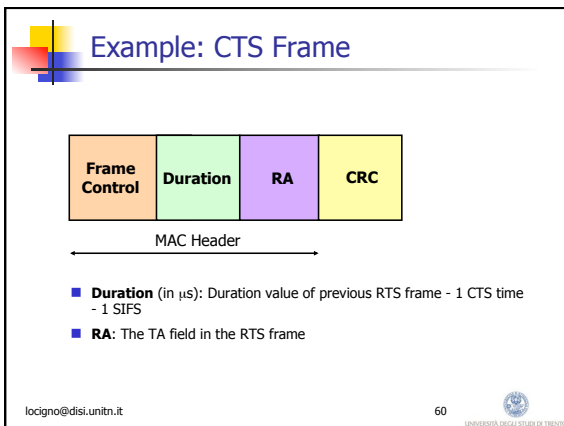 Example: CTS Frame
Frame
Control
Duration
RA
CRC
MAC Header
Duration (in μs): Duration value of previous RTS frame - 1 CTS time
- 1 SIFS
RA: The TA field in the RTS frame
locigno@disi.unitn.it
60
UNIVERSITÀ DEGLI STUDI DI TRENTO